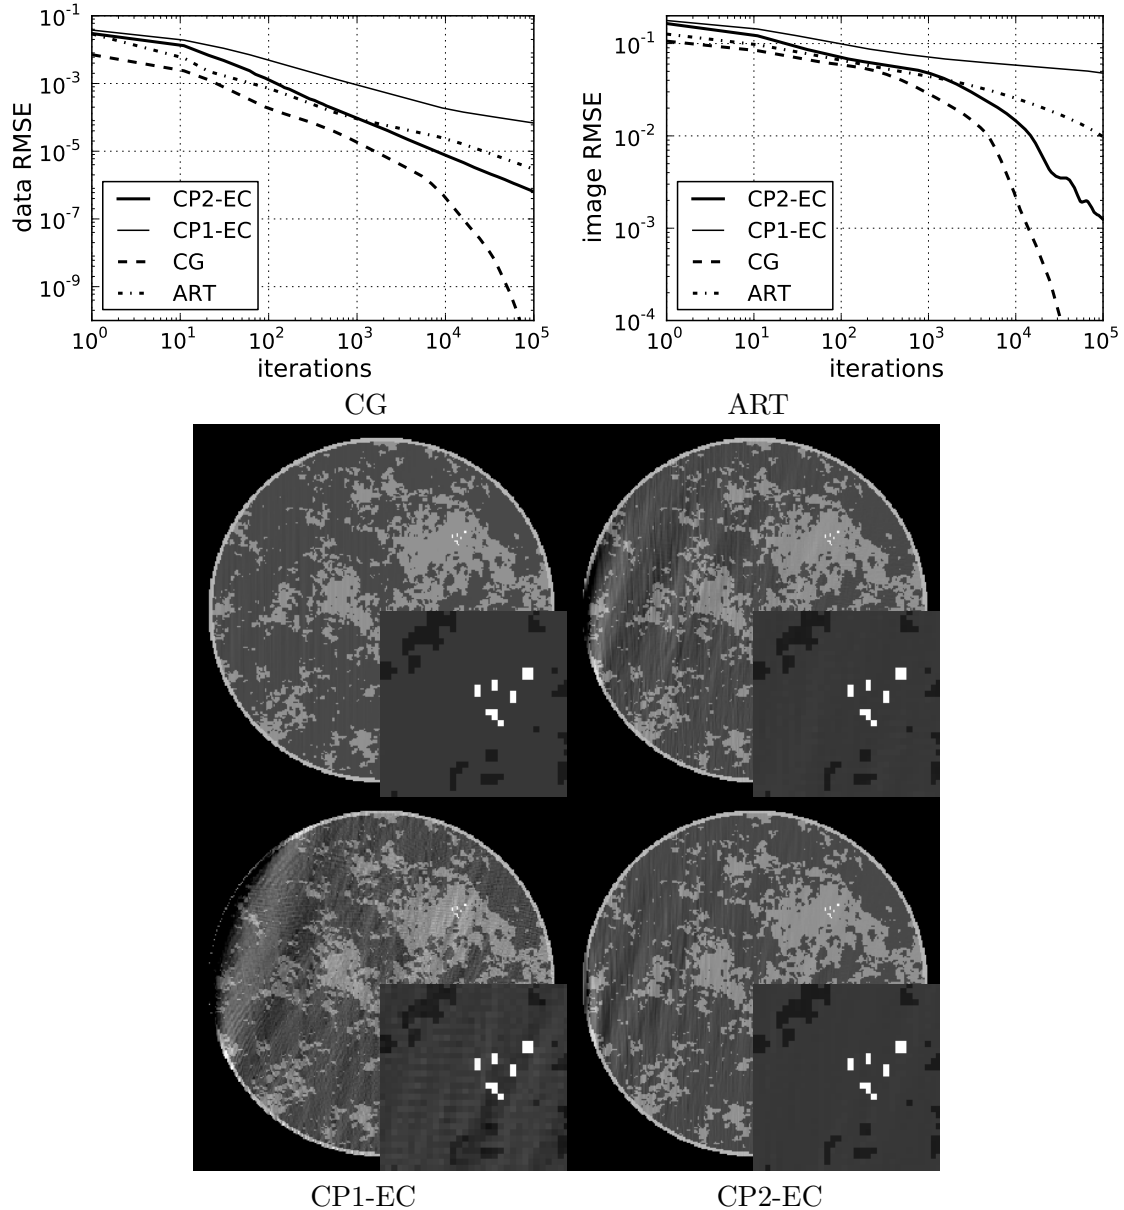 10^-1
10^-3
10^-5
10^-7
10^-9
data RMSE
CP2-EC
CP1-EC
CG
ART
10^0 10^1 10^2 10^3 10^4 10^5
iterations
10^-1
10^-2
10^-3
10^-4
image RMSE
CP2-EC
CP1-EC
CG
ART
10^0 10^1 10^2 10^3 10^4 10^5
iterations
CG ART
CP1-EC CP2-EC